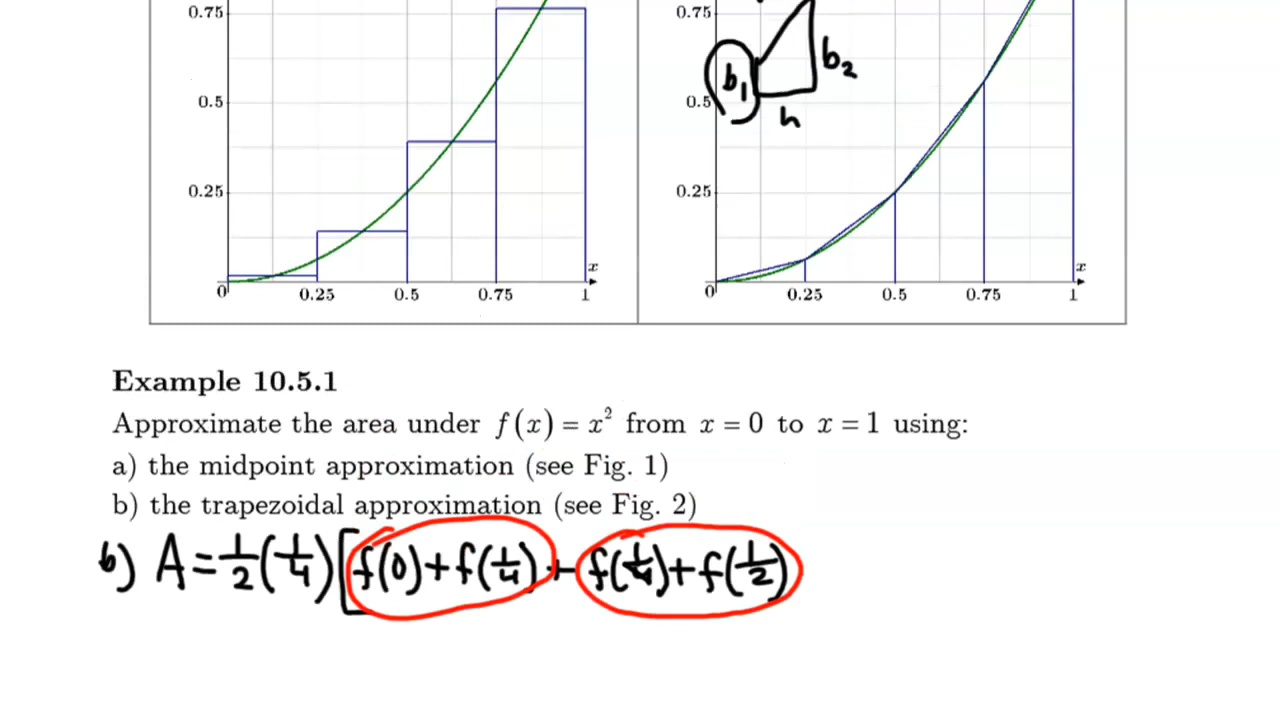 0.75
0.75
b₁
b₂
0.5
0.5
h
0.25
0.25
x
x
0 0.25 0.5 0.75 1
0 0.25 0.5 0.75 1
Example 10.5.1
Approximate the area under f(x) = x² from x = 0 to x = 1 using:
a) the midpoint approximation (see Fig. 1)
b) the trapezoidal approximation (see Fig. 2)
b) A = 1/2 (1/4) [f(0) + f(1/4) + f(1/4) + f(1/2)